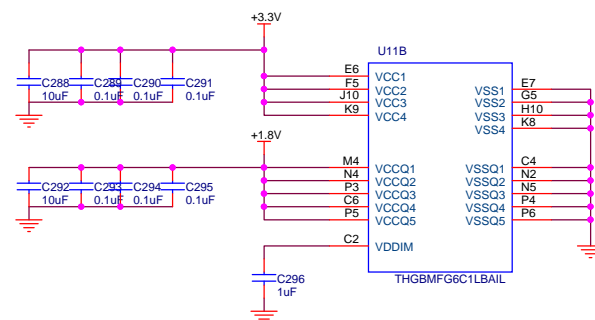 +3.3V
U11B
C288
10uF
C289
0.1uF
C290
0.1uF
C291
0.1uF
E6
F5
J10
K9
VCC1
VCC2
VCC3
VCC4
VSS1
VSS2
VSS3
VSS4
E7
G5
H10
K8
+1.8V
C292
10uF
C293
0.1uF
C294
0.1uF
C295
0.1uF
M4
N4
P3
C6
P5
VCCQ1
VCCQ2
VCCQ3
VCCQ4
VCCQ5
VSSQ1
VSSQ2
VSSQ3
VSSQ4
VSSQ5
C4
N2
N5
P4
P6
C2
VDDIM
C296
1uF
THGBMFG6C1LBAIL